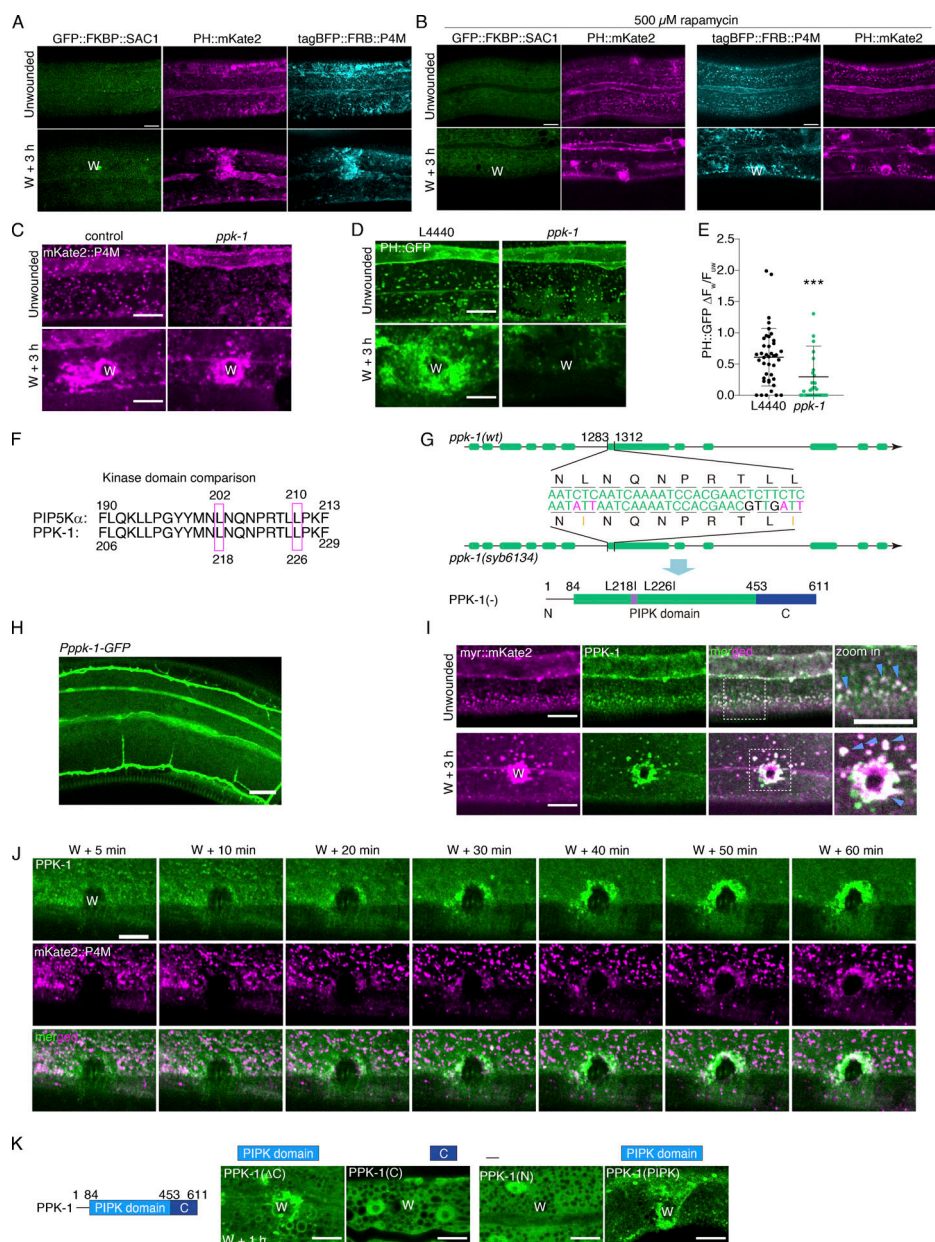 A
GFP::FKBP::SAC1 PH::mKate2 tagBFP::FRB::P4M
Unwounded
W + 3 h
W
B
500 µM rapamycin
GFP::FKBP::SAC1 PH::mKate2 tagBFP::FRB::P4M PH::mKate2
Unwounded
W + 3 h
W W
C
control ppk-1
mKate2::P4M
Unwounded
W + 3 h
W W
D
L4440 ppk-1
PH::GFP
Unwounded
W + 3 h
W W
E
PH::GFP ΔFw/Fuw
2.5
2.0
1.5
1.0
0.5
0
***
L4440 ppk-1
F
Kinase domain comparison
190 202 210 213
PIP5Kα: FLQKLLPGYYMNLNQNPRTLLPKF
PPK-1: FLQKLLPGYYMNLNQNPRTLLPKF
206 218 226 229
G
ppk-1(wt) 1283 1312
N L N Q N P R T L L
AATCTCAATCAAAATCCACGAACTCTTCTC
AATATTAATCAAAATCCACGAACGTTGATT
N I N Q N P R T L I
ppk-1(syb6134)
1 84 L218I L226I 453 611
PPK-1(-)
N PIPK domain C
H
Pppk-1-GFP
I
myr::mKate2 PPK-1 merged zoom in
Unwounded
W + 3 h
W
J
W + 5 min W + 10 min W + 20 min W + 30 min W + 40 min W + 50 min W + 60 min
PPK-1
W
mKate2::P4M
merged
K
PIPK domain C PIPK domain
1 84 453 611
PPK-1 PIPK domain C
PPK-1(ΔC) PPK-1(C) PPK-1(N) PPK-1(PIPK)
W W W W
W + 1 h